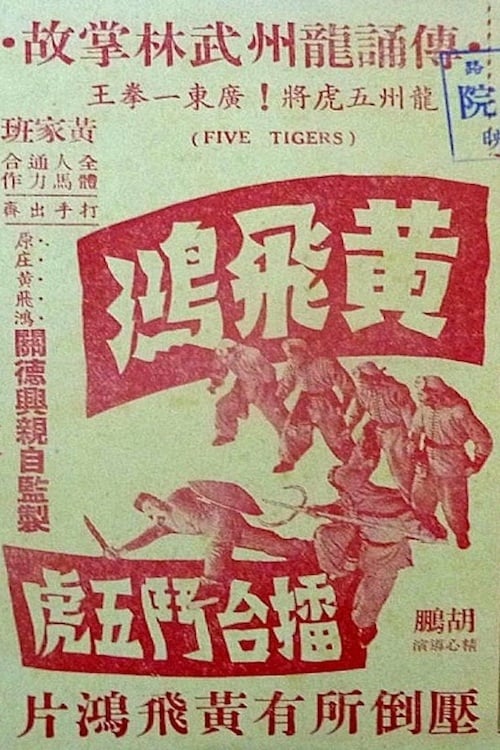 ・傳誦龍州武林掌故・
龍州五虎將！廣東一拳王
(FIVE TIGERS)
院
黃家班
全體人馬通力合作
打手出齊
黃飛鴻
原庄黃飛鴻
關德興親自監製
擂台鬥五虎
胡鵬
精心導演
壓倒所有黃飛鴻片